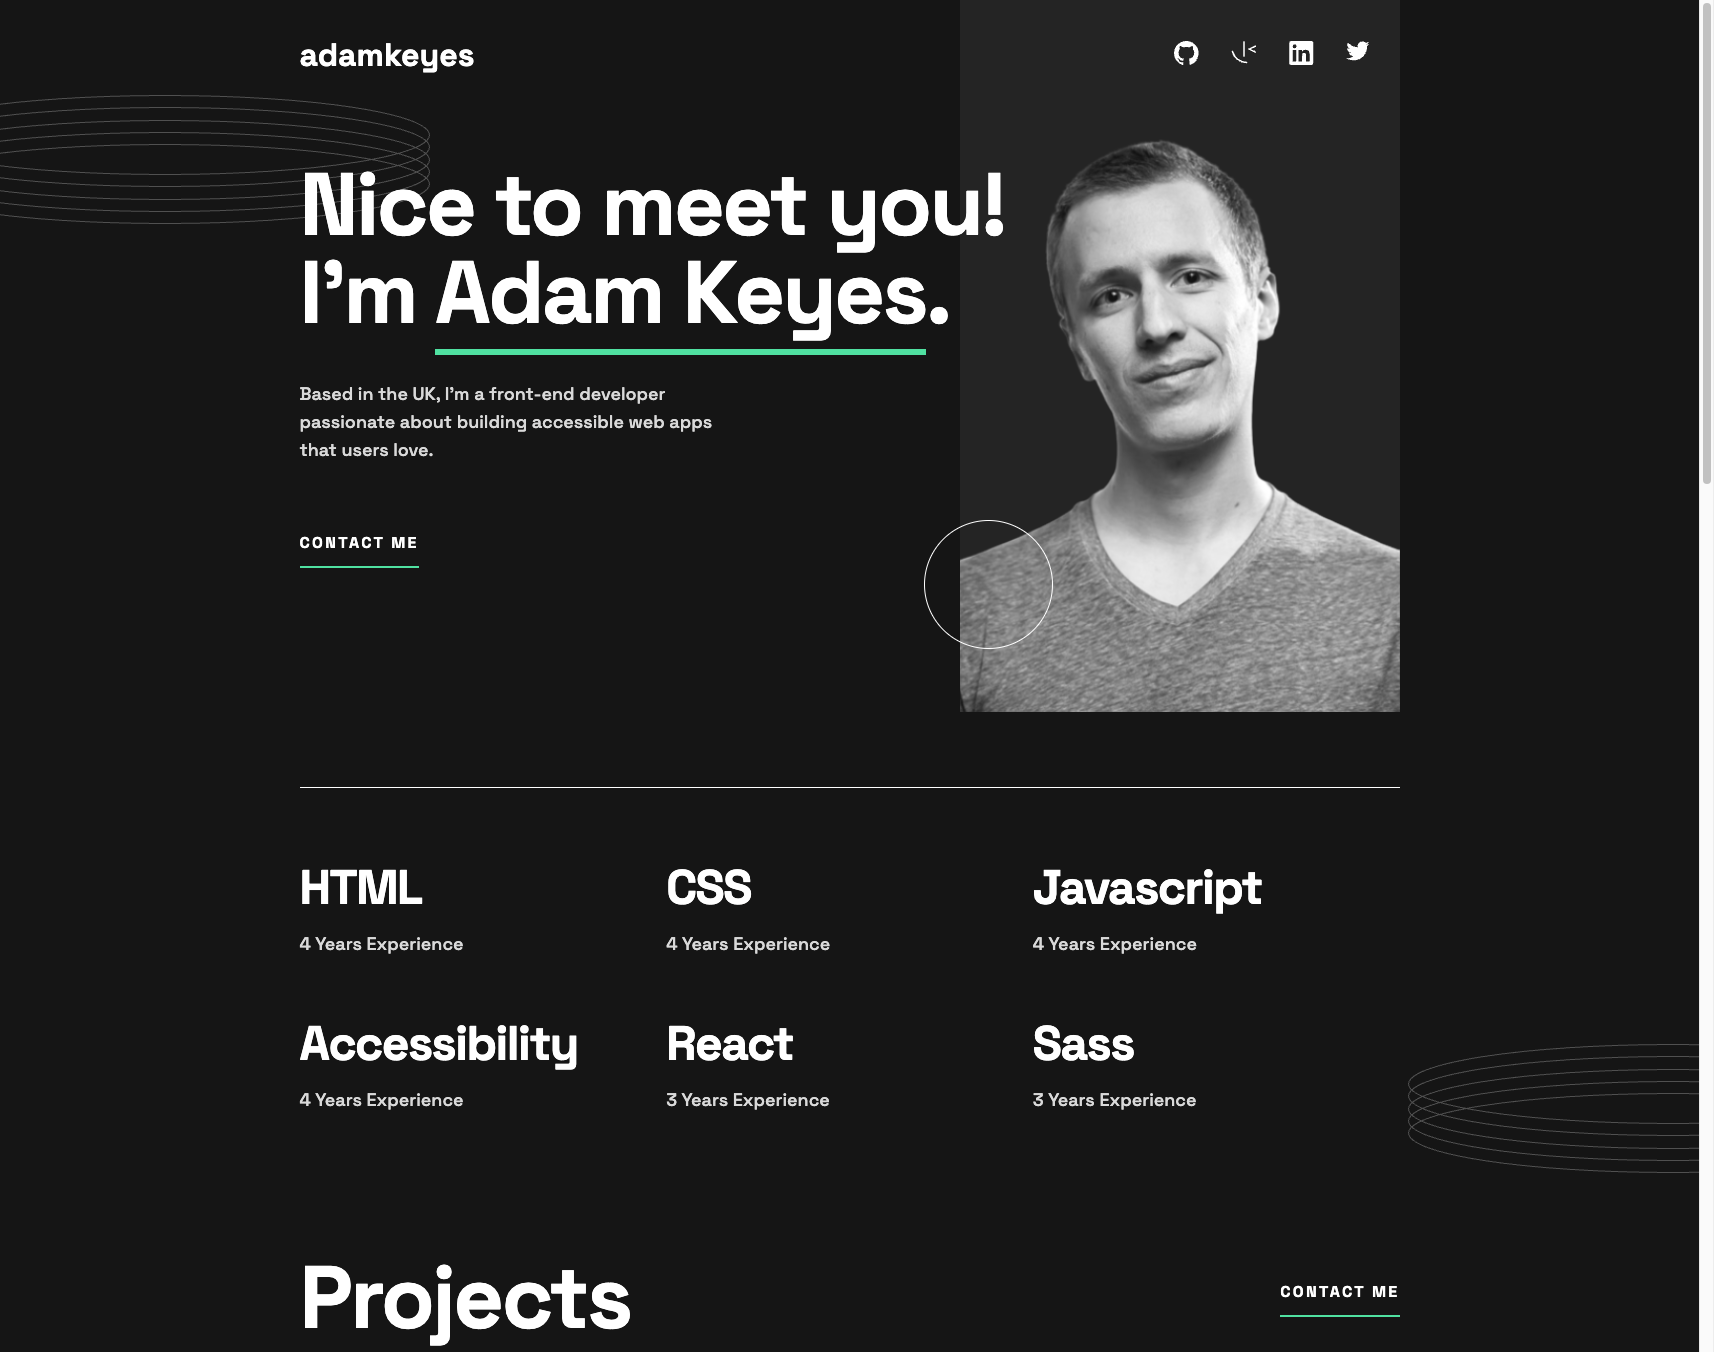 adamkeyes
Nice to meet you!
I’m Adam Keyes.
Based in the UK, I’m a front-end developer
passionate about building accessible web apps
that users love.
CONTACT ME
HTML
4 Years Experience
CSS
4 Years Experience
Javascript
4 Years Experience
Accessibility
4 Years Experience
React
3 Years Experience
Sass
3 Years Experience
Projects
CONTACT ME